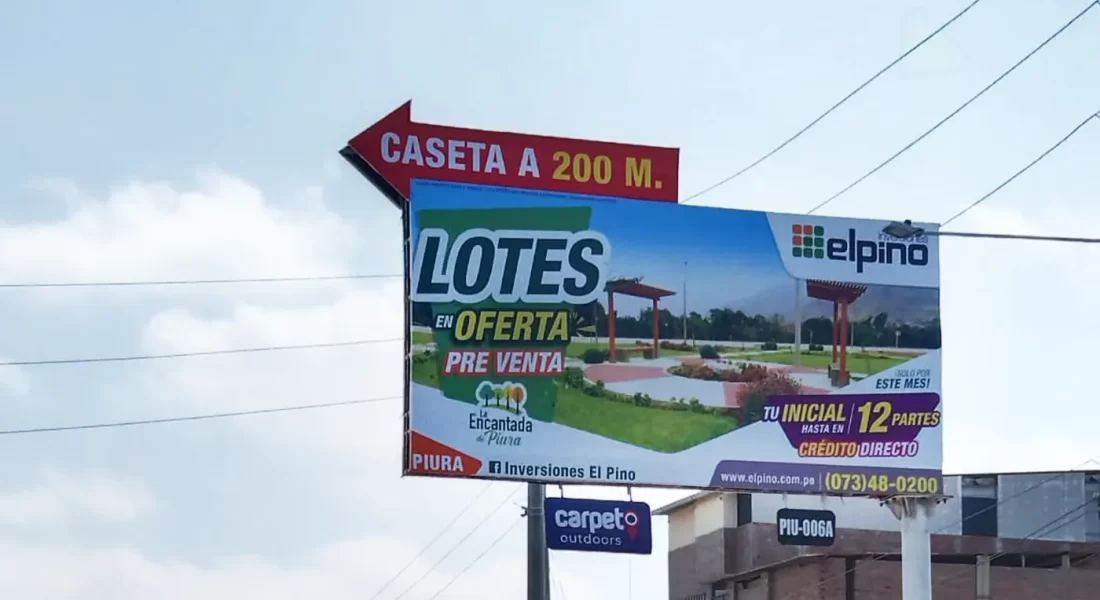 CASETA A 200 M.
LOTES
EN OFERTA
PRE VENTA
La
Encantada
de Piura
PIURA
Inversiones El Pino
inversiones
elpino
¡SOLO POR
ESTE MES!
TU INICIAL
HASTA EN
12 PARTES
CRÉDITO DIRECTO
www.elpino.com.pe | (073)48-0200
carpet
outdoors
PIU-006A